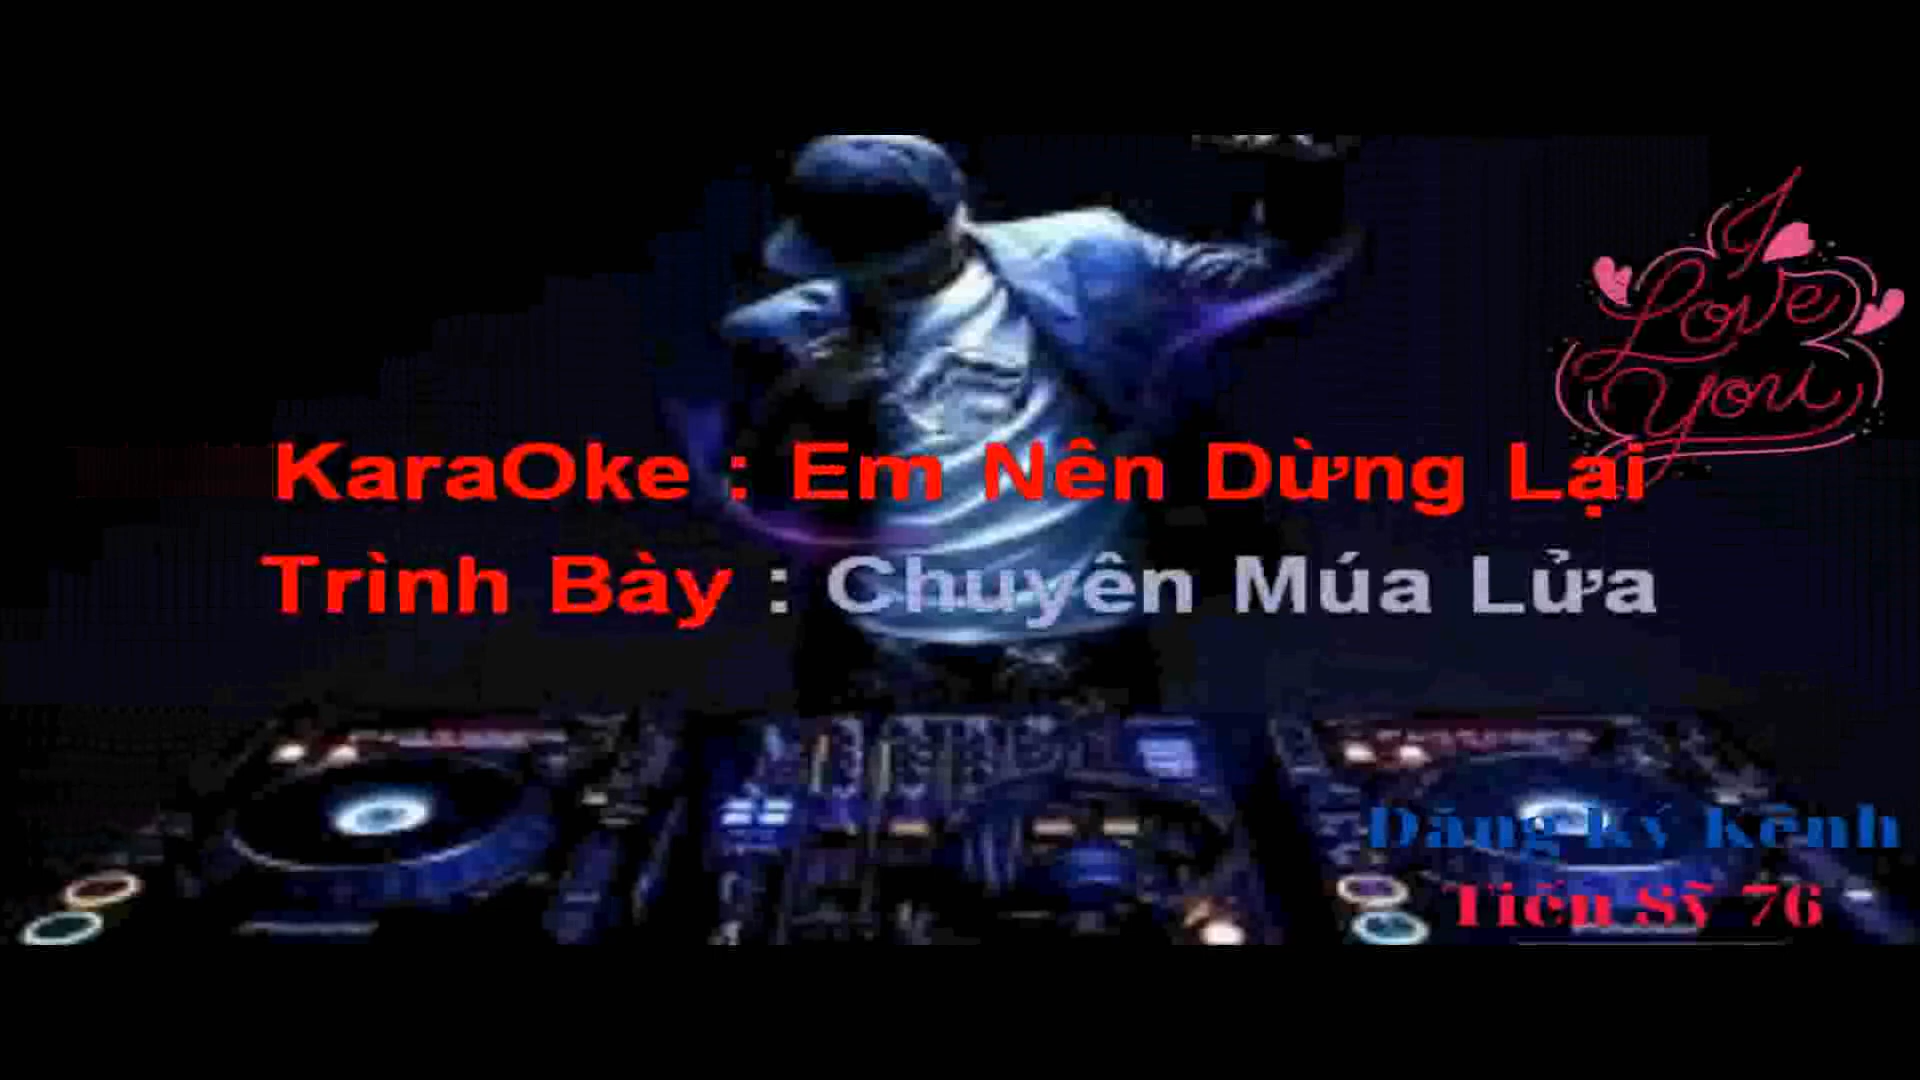 I
Love
You
KaraOke : Em Nên Dừng Lại
Trình Bày : Chuyên Múa Lửa
Đăng Ký Kênh
Tiến Sỹ 76